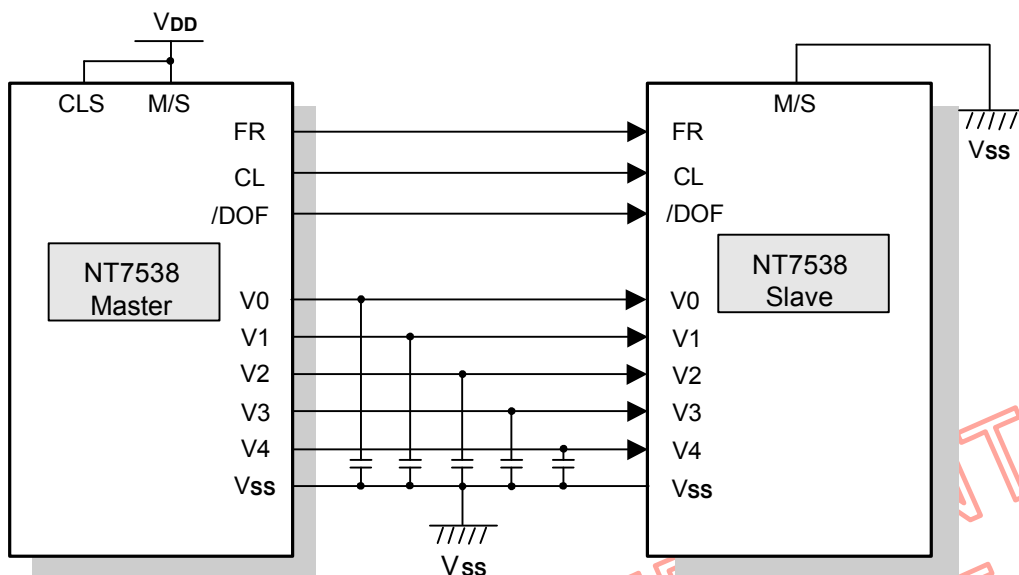 VDD
CLS M/S
FR
CL
/DOF
NT7538
Master
V0
V1
V2
V3
V4
Vss
Vss
M/S
Vss
FR
CL
/DOF
NT7538
Slave
V0
V1
V2
V3
V4
Vss